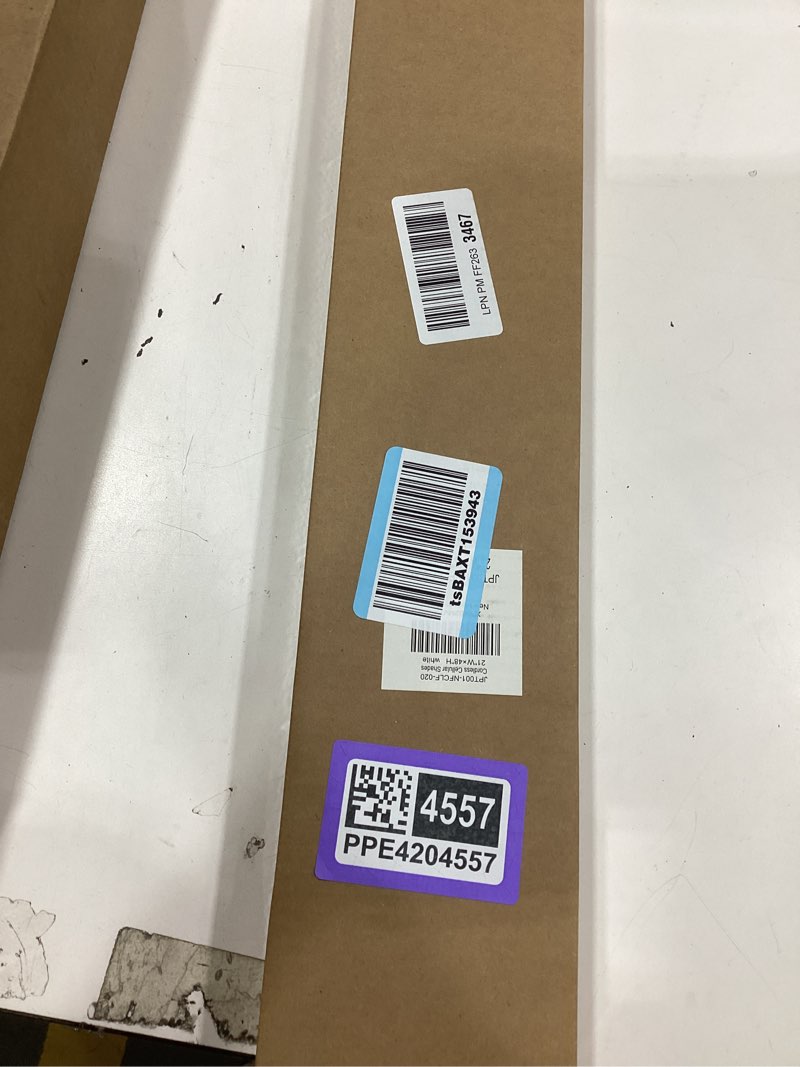 LPN PM FF263 3467
tsBAXT153943
JPT001-NFCLF-020
Cordless Cellular Shades
21"W×48"H white
4557
PPE4204557